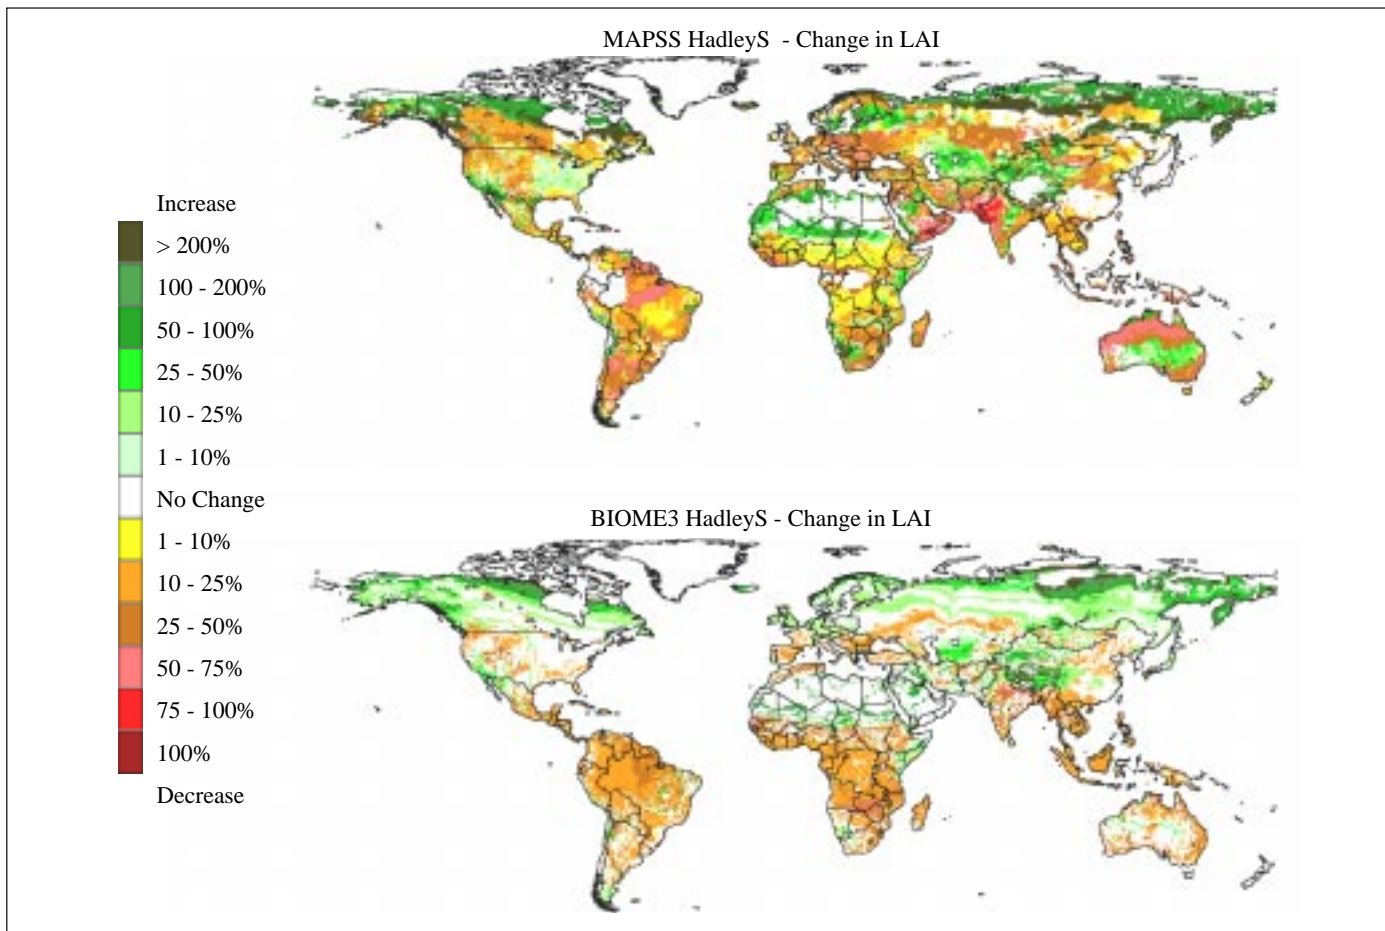 MAPSS HadleyS - Change in LAI
Increase
> 200%
100 - 200%
50 - 100%
25 - 50%
10 - 25%
1 - 10%
No Change
1 - 10%
10 - 25%
25 - 50%
50 - 75%
75 - 100%
100%
Decrease
BIOME3 HadleyS - Change in LAI